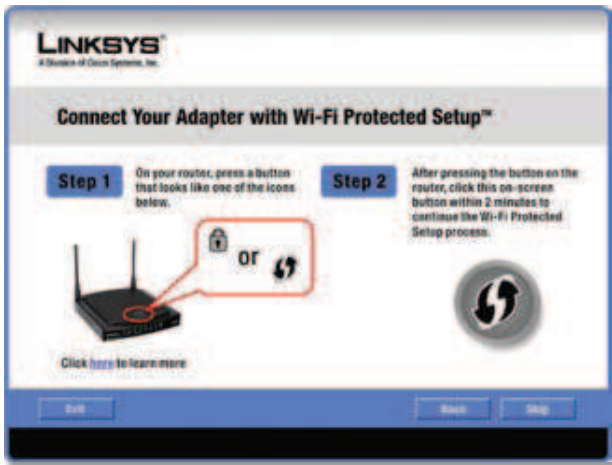 LINKSYS®
A Division of Cisco Systems, Inc.
Connect Your Adapter with Wi-Fi Protected Setup™
Step 1
On your router, press a button
that looks like one of the icons
below.
or
Click here to learn more
Step 2
After pressing the button on the
router, click this on-screen
button within 2 minutes to
continue the Wi-Fi Protected
Setup process.
Exit
Back
Skip